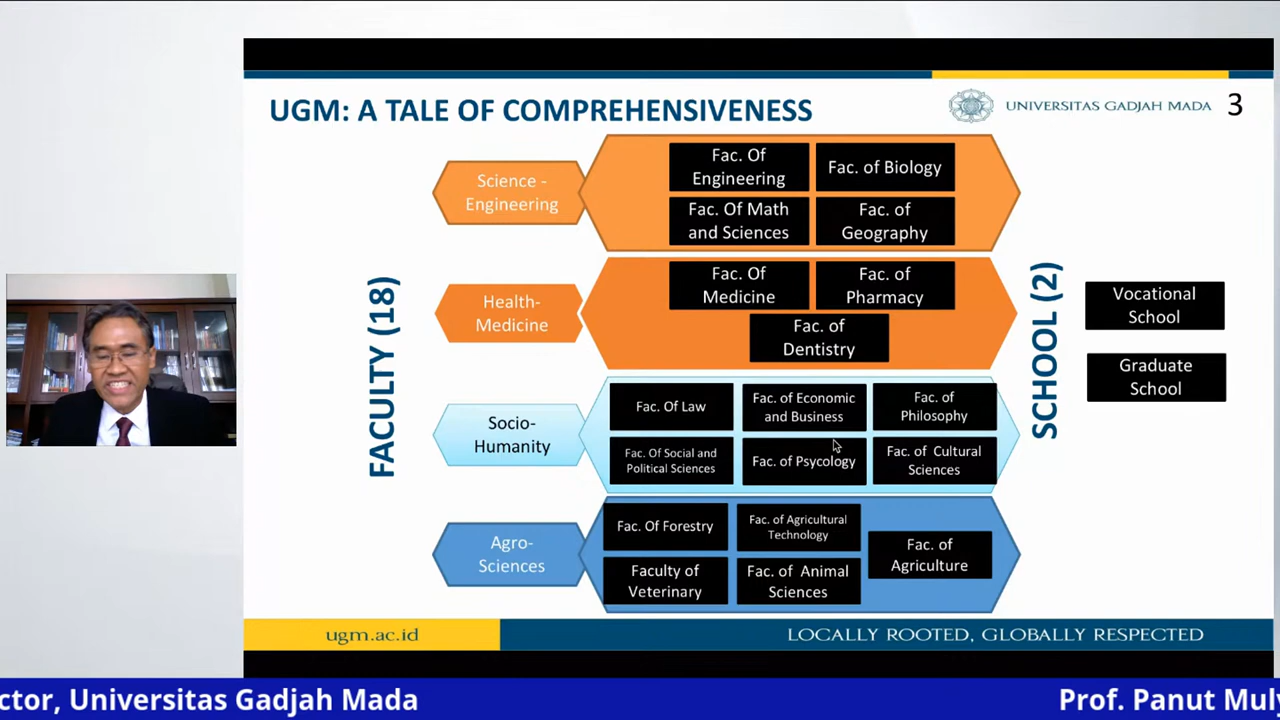 UGM: A TALE OF COMPREHENSIVENESS
UNIVERSITAS GADJAH MADA
3
FACULTY (18)
Science -
Engineering
Fac. Of
Engineering
Fac. of Biology
Fac. Of Math
and Sciences
Fac. of
Geography
Health-
Medicine
Fac. Of
Medicine
Fac. of
Pharmacy
Fac. of
Dentistry
Socio-
Humanity
Fac. Of Law
Fac. of Economic
and Business
Fac. of
Philosophy
Fac. Of Social and
Political Sciences
Fac. of Psycology
Fac. of Cultural
Sciences
Agro-
Sciences
Fac. Of Forestry
Fac. of Agricultural
Technology
Fac. of
Agriculture
Faculty of
Veterinary
Fac. of Animal
Sciences
SCHOOL (2)
Vocational
School
Graduate
School
ugm.ac.id
LOCALLY ROOTED, GLOBALLY RESPECTED
ctor, Universitas Gadjah Mada
Prof. Panut Muly